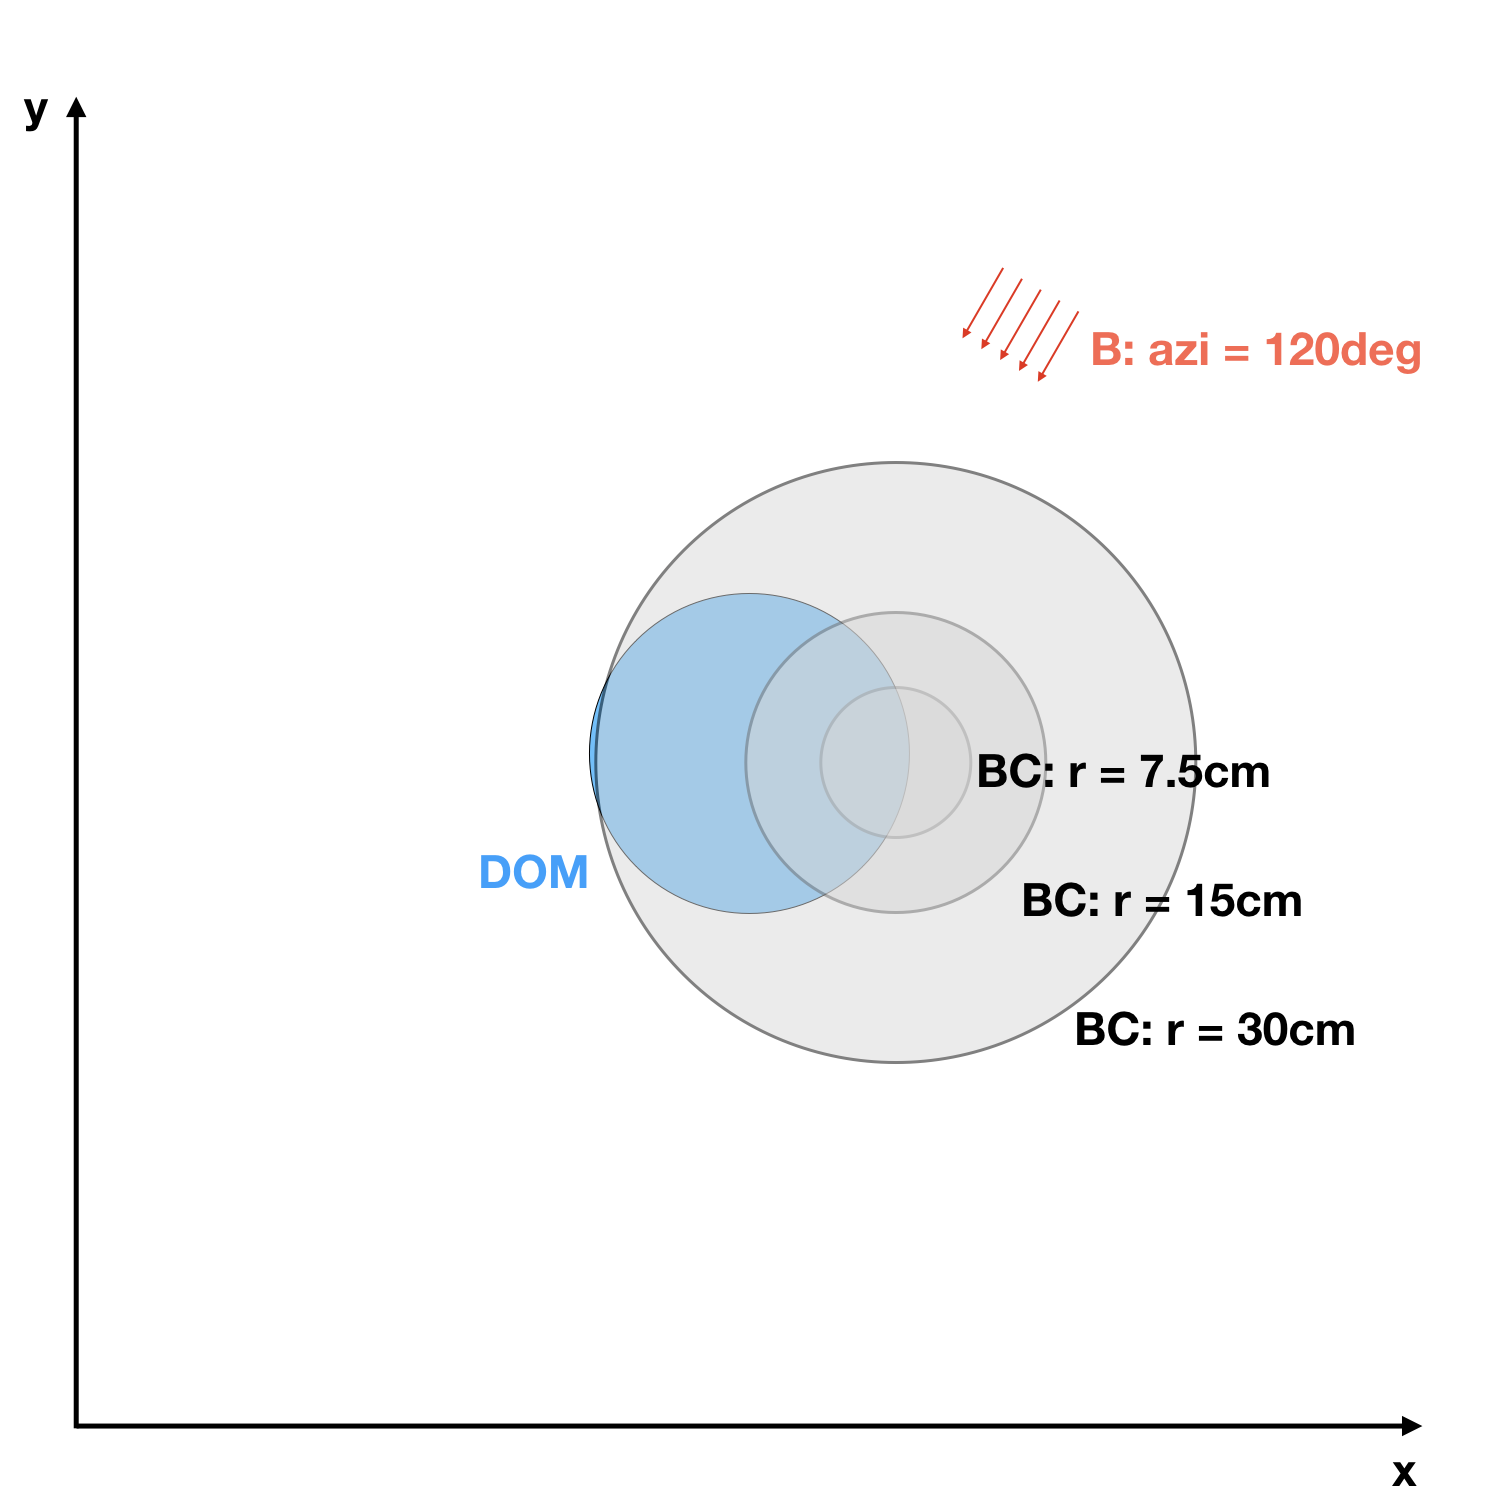 y
B: azi = 120deg
BC: r = 7.5cm
DOM
BC: r = 15cm
BC: r = 30cm
x